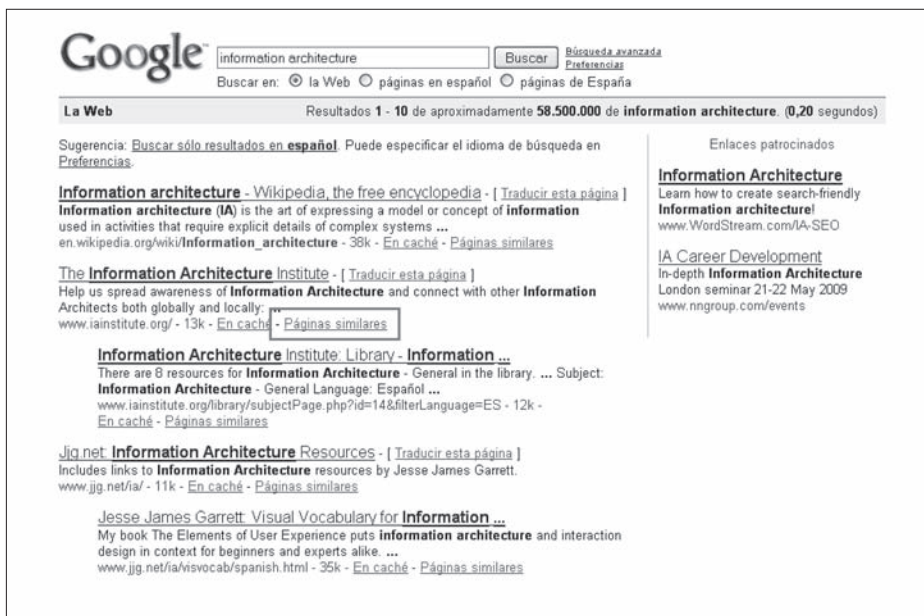 Google™
information architecture
Buscar
Búsqueda avanzada
Preferencias
Buscar en: la Web páginas en español páginas de España
La Web
Resultados 1 - 10 de aproximadamente 58.500.000 de information architecture. (0,20 segundos)
Sugerencia: Buscar sólo resultados en español. Puede especificar el idioma de búsqueda en
Preferencias.
Information architecture - Wikipedia, the free encyclopedia - [ Traducir esta página ]
Information architecture (IA) is the art of expressing a model or concept of information
used in activities that require explicit details of complex systems ...
en.wikipedia.org/wiki/Information_architecture - 38k - En caché - Páginas similares
The Information Architecture Institute - [ Traducir esta página ]
Help us spread awareness of Information Architecture and connect with other Information
Architects both globally and locally: ...
www.iainstitute.org/ - 13k - En caché - Páginas similares
Information Architecture Institute: Library - Information ...
There are 8 resources for Information Architecture - General in the library. ... Subject:
Information Architecture - General Language: Español ...
www.iainstitute.org/library/subjectPage.php?id=14&filterLanguage=ES - 12k -
En caché - Páginas similares
Jjg.net: Information Architecture Resources - [ Traducir esta página ]
Includes links to Information Architecture resources by Jesse James Garrett.
www.jjg.net/ia/ - 11k - En caché - Páginas similares
Jesse James Garrett: Visual Vocabulary for Information ...
My book The Elements of User Experience puts information architecture and interaction
design in context for beginners and experts alike. ...
www.jjg.net/ia/visvocab/spanish.html - 35k - En caché - Páginas similares
Enlaces patrocinados
Information Architecture
Learn how to create search-friendly
Information architecture!
www.WordStream.com/IA-SEO
IA Career Development
In-depth Information Architecture
London seminar 21-22 May 2009
www.nngroup.com/events